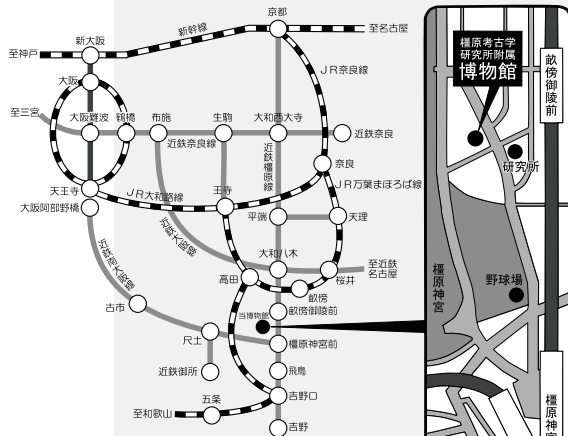 京都
新大阪
新幹線
至名古屋
至神戸
JR奈良線
大阪
至三宮
大阪難波
鶴橋
布施
生駒
大和西大寺
近鉄奈良線
近鉄奈良
近鉄橿原線
奈良
天王寺
JR大和路線
王寺
JR万葉まほろば線
大阪阿部野橋
平端
天理
近鉄大阪線
近鉄南大阪線
大和八木
至近鉄
名古屋
高田
桜井
畝傍
古市
畝傍御陵前
当博物館
尺土
橿原神宮前
近鉄御所
飛鳥
五条
吉野口
至和歌山
吉野
橿原考古学
研究所附属
博物館
畝傍御陵前
研究所
橿原神宮
野球場
橿原神宮